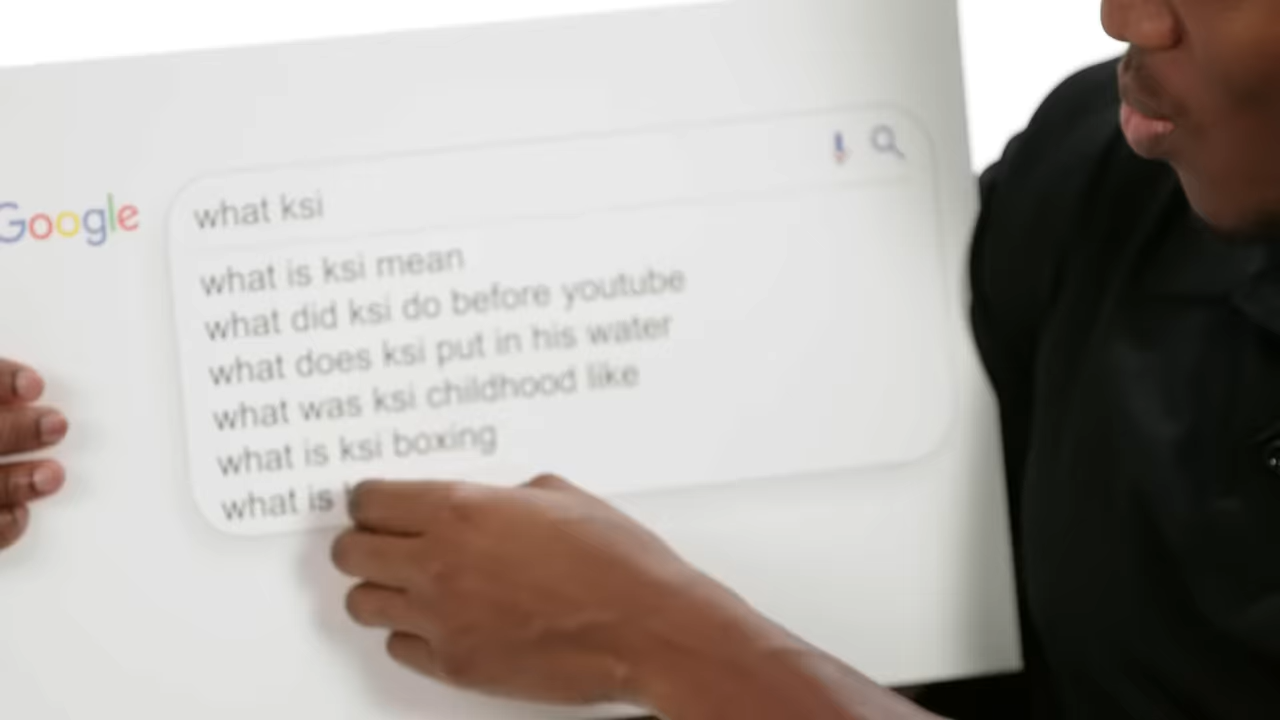 Google
what ksi
what is ksi mean
what did ksi do before youtube
what does ksi put in his water
what was ksi childhood like
what is ksi boxing
what is